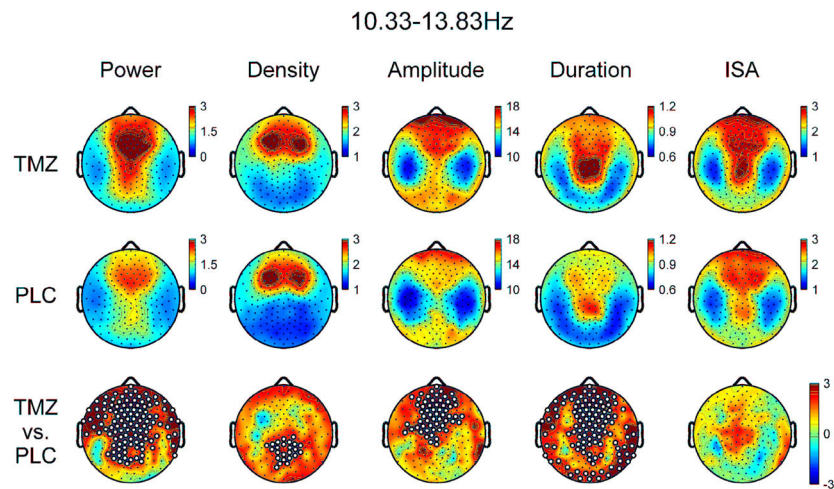 10.33-13.83Hz
Power Density Amplitude Duration ISA
TMZ
3 1.5 0
3 2 1
18 14 10
1.2 0.9 0.6
3 2 1
PLC
3 1.5 0
3 2 1
18 14 10
1.2 0.9 0.6
3 2 1
TMZ
vs.
PLC
3 0 -3